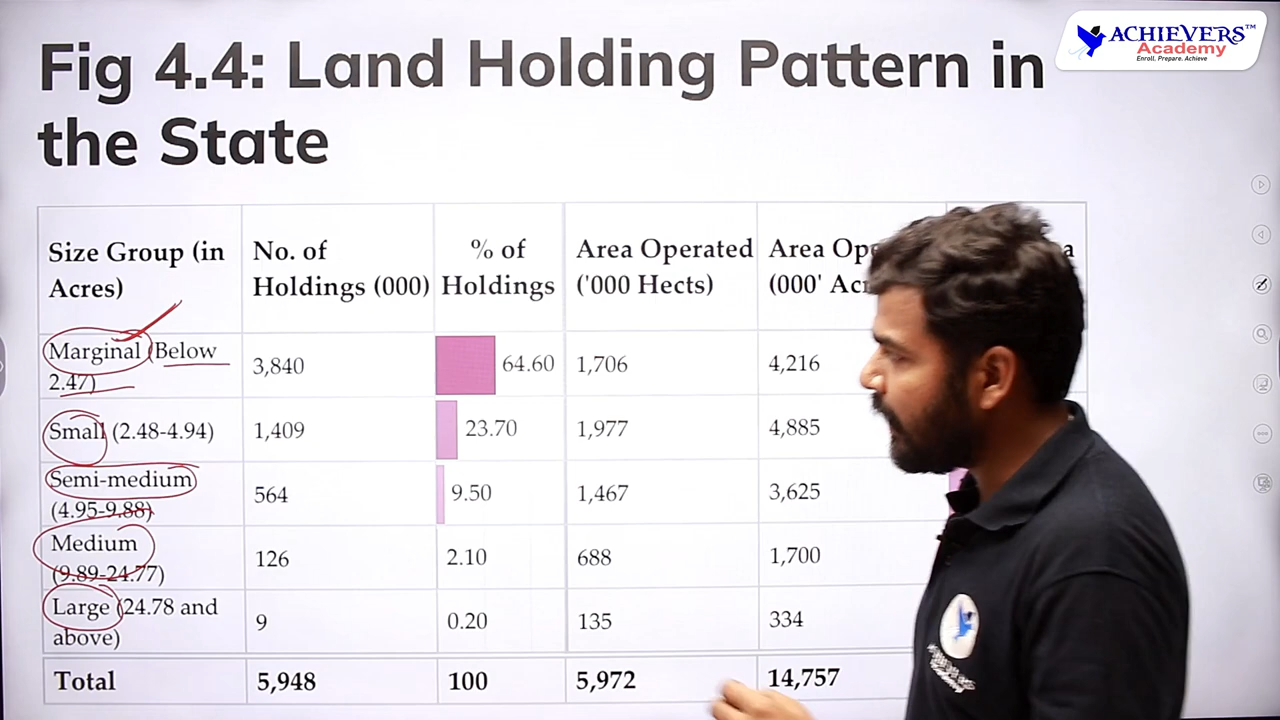 ACHIEVERS™
Academy
Enroll. Prepare. Achieve
Fig 4.4: Land Holding Pattern in
the State
Size Group (in Acres) No. of Holdings (000) % of Holdings Area Operated ('000 Hects) Area (000'
Marginal (Below 2.47) 3,840 64.60 1,706 4,216
Small (2.48-4.94) 1,409 23.70 1,977 4,885
Semi-medium (4.95-9.88) 564 9.50 1,467 3,625
Medium (9.89-24.77) 126 2.10 688 1,700
Large (24.78 and above) 9 0.20 135 334
Total 5,948 100 5,972 14,757